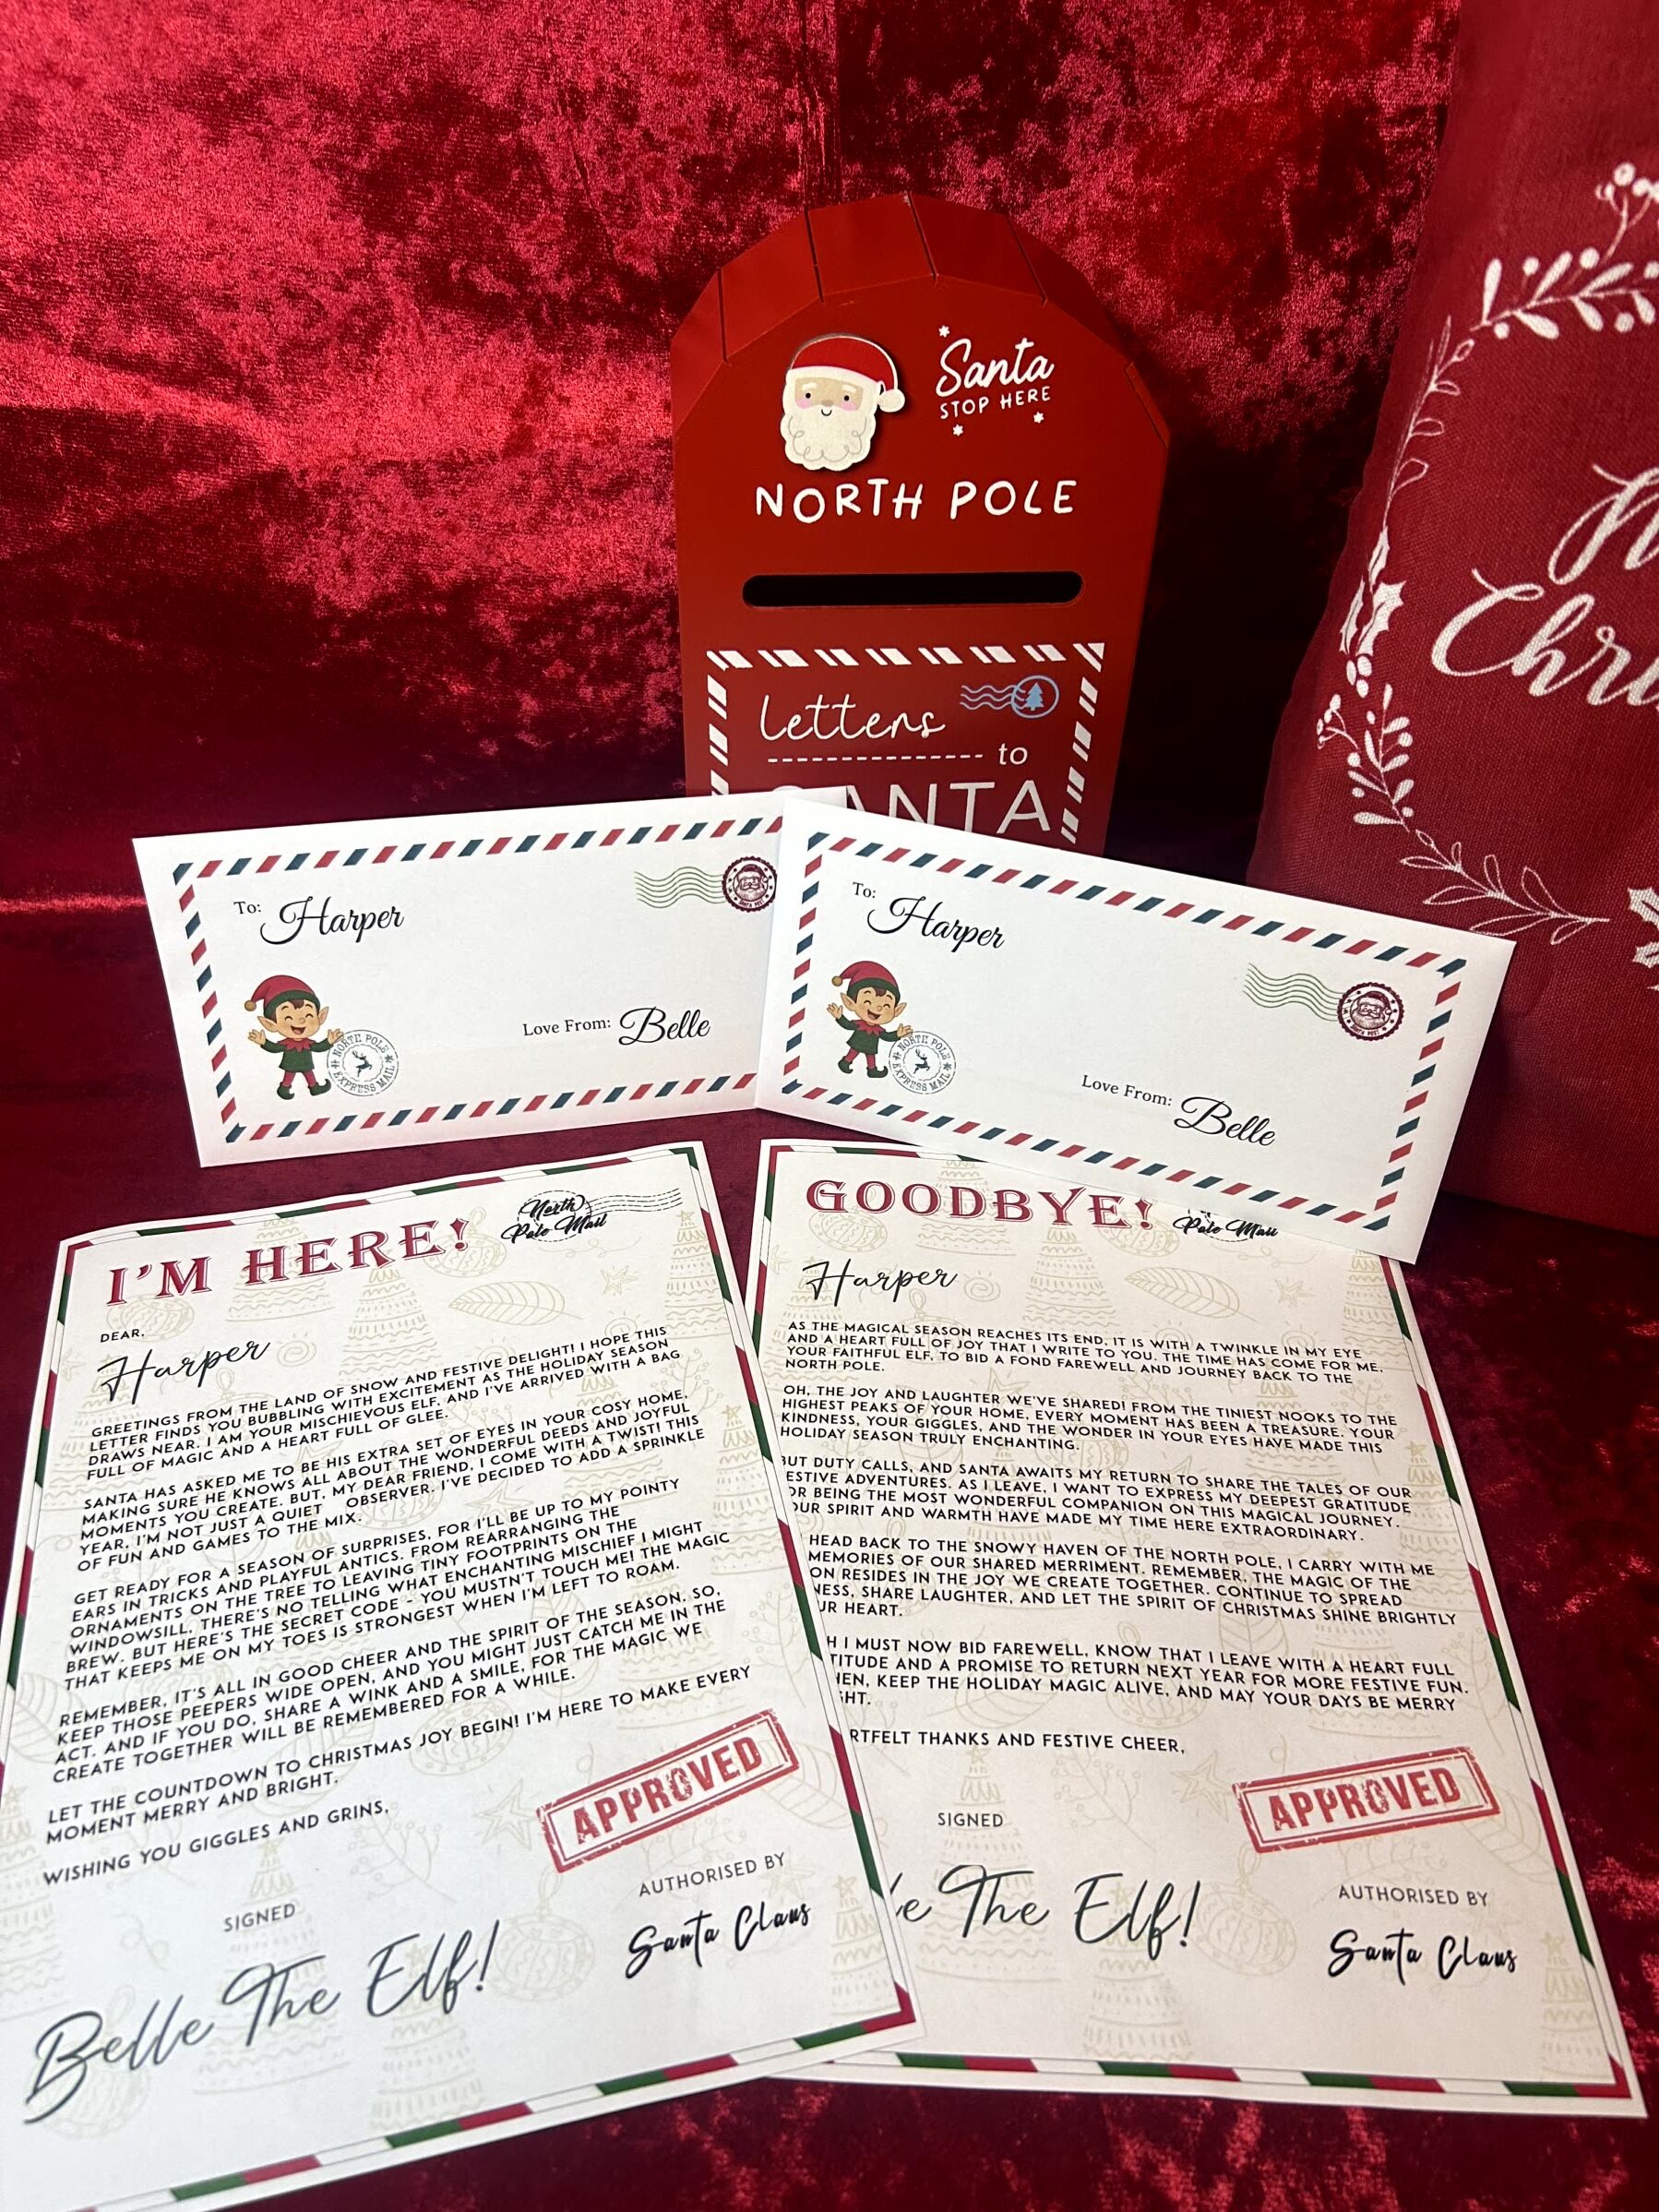 Santa
STOP HERE
NORTH POLE
letters
to
SANTA
Chri
To: Harper
Love From: Belle
NORTH POLE
EXPRESS MAIL
To: Harper
Love From: Belle
NORTH POLE
EXPRESS MAIL
I'M HERE!
North
Pole Mail
DEAR,
Harper
GREETINGS FROM THE LAND OF SNOW AND FESTIVE DELIGHT! I HOPE THIS
LETTER FINDS YOU BUBBLING WITH EXCITEMENT AS THE HOLIDAY SEASON
DRAWS NEAR. I AM YOUR MISCHIEVOUS ELF, AND I'VE ARRIVED WITH A BAG
FULL OF MAGIC AND A HEART FULL OF GLEE.
SANTA HAS ASKED ME TO BE HIS EXTRA SET OF EYES IN YOUR COSY HOME,
MAKING SURE HE KNOWS ALL ABOUT THE WONDERFUL DEEDS AND JOYFUL
MOMENTS YOU CREATE. BUT, MY DEAR FRIEND, I COME WITH A TWIST! THIS
YEAR, I'M NOT JUST A QUIET OBSERVER. I'VE DECIDED TO ADD A SPRINKLE
OF FUN AND GAMES TO THE MIX.
GET READY FOR A SEASON OF SURPRISES, FOR I'LL BE UP TO MY POINTY
EARS IN TRICKS AND PLAYFUL ANTICS. FROM REARRANGING THE
ORNAMENTS ON THE TREE TO LEAVING TINY FOOTPRINTS ON THE
WINDOWSILL, THERE'S NO TELLING WHAT ENCHANTING MISCHIEF I MIGHT
BREW. BUT HERE'S THE SECRET CODE - YOU MUSTN'T TOUCH ME! THE MAGIC
THAT KEEPS ME ON MY TOES IS STRONGEST WHEN I'M LEFT TO ROAM.
REMEMBER, IT'S ALL IN GOOD CHEER AND THE SPIRIT OF THE SEASON. SO,
KEEP THOSE PEEPERS WIDE OPEN, AND YOU MIGHT JUST CATCH ME IN THE
ACT. AND IF YOU DO, SHARE A WINK AND A SMILE, FOR THE MAGIC WE
CREATE TOGETHER WILL BE REMEMBERED FOR A WHILE.
LET THE COUNTDOWN TO CHRISTMAS JOY BEGIN! I'M HERE TO MAKE EVERY
MOMENT MERRY AND BRIGHT.
WISHING YOU GIGGLES AND GRINS,
APPROVED
SIGNED
AUTHORISED BY
Belle The Elf!
Santa Claus
GOODBYE!
Pole Mail
Harper
AS THE MAGICAL SEASON REACHES ITS END, IT IS WITH A TWINKLE IN MY EYE
AND A HEART FULL OF JOY THAT I WRITE TO YOU. THE TIME HAS COME FOR ME,
YOUR FAITHFUL ELF, TO BID A FOND FAREWELL AND JOURNEY BACK TO THE
NORTH POLE.
OH, THE JOY AND LAUGHTER WE'VE SHARED! FROM THE TINIEST NOOKS TO THE
HIGHEST PEAKS OF YOUR HOME, EVERY MOMENT HAS BEEN A TREASURE. YOUR
KINDNESS, YOUR GIGGLES, AND THE WONDER IN YOUR EYES HAVE MADE THIS
HOLIDAY SEASON TRULY ENCHANTING.
BUT DUTY CALLS, AND SANTA AWAITS MY RETURN TO SHARE THE TALES OF OUR
ESTIVE ADVENTURES. AS I LEAVE, I WANT TO EXPRESS MY DEEPEST GRATITUDE
OR BEING THE MOST WONDERFUL COMPANION ON THIS MAGICAL JOURNEY.
OUR SPIRIT AND WARMTH HAVE MADE MY TIME HERE EXTRAORDINARY.
HEAD BACK TO THE SNOWY HAVEN OF THE NORTH POLE, I CARRY WITH ME
MEMORIES OF OUR SHARED MERRIMENT. REMEMBER, THE MAGIC OF THE
ON RESIDES IN THE JOY WE CREATE TOGETHER. CONTINUE TO SPREAD
NESS, SHARE LAUGHTER, AND LET THE SPIRIT OF CHRISTMAS SHINE BRIGHTLY
UR HEART.
H I MUST NOW BID FAREWELL, KNOW THAT I LEAVE WITH A HEART FULL
TITUDE AND A PROMISE TO RETURN NEXT YEAR FOR MORE FESTIVE FUN.
HEN, KEEP THE HOLIDAY MAGIC ALIVE, AND MAY YOUR DAYS BE MERRY
GHT.
RTFELT THANKS AND FESTIVE CHEER,
APPROVED
SIGNED
AUTHORISED BY
e The Elf!
Santa Claus